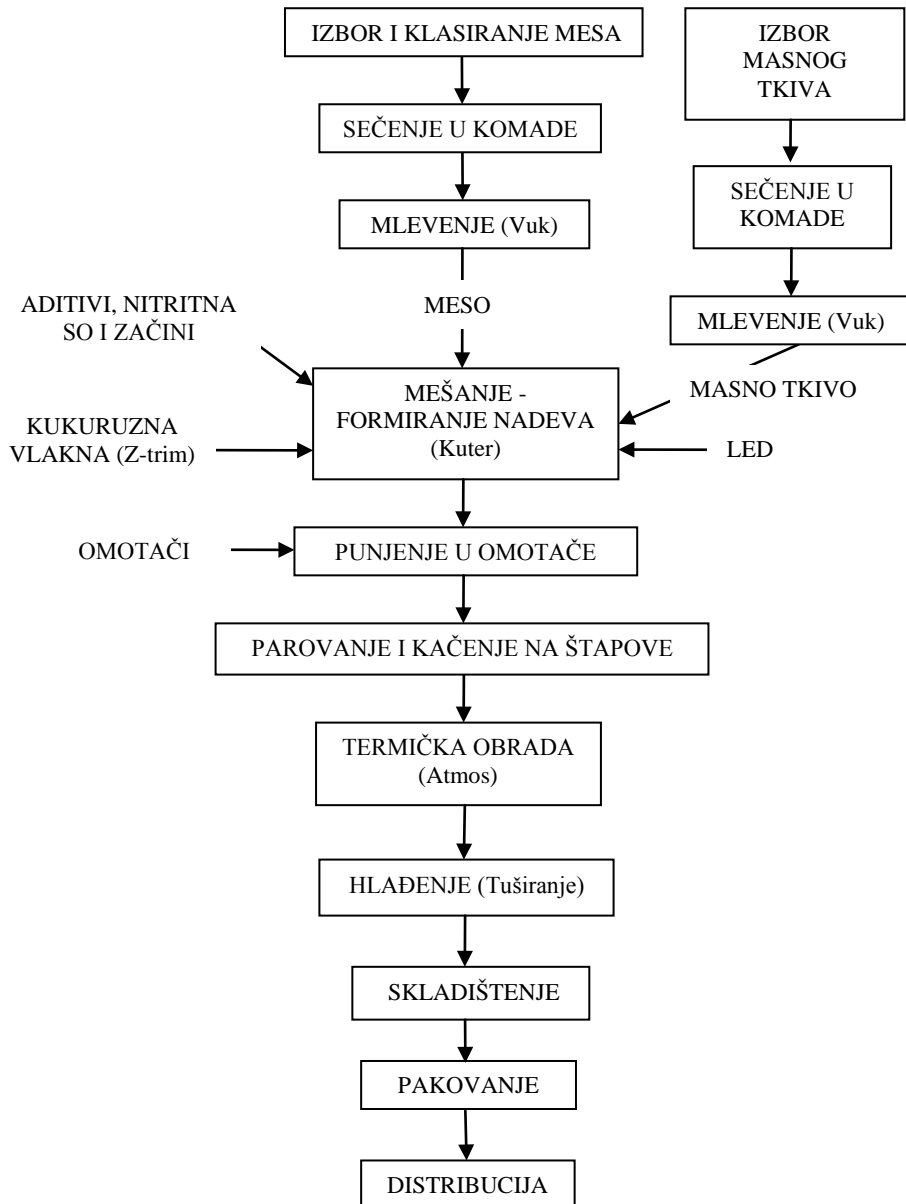 IZBOR I KLASIRANJE MESA
IZBOR
MASNOG
TKIVA
SEČENJE U KOMADE
SEČENJE U
KOMADE
MLEVENJE (Vuk)
MLEVENJE (Vuk)
ADITIVI, NITRITNA
SO I ZAČINI
MESO
MASNO TKIVO
MEŠANJE -
FORMIRANJE NADEVA
(Kuter)
KUKURUZNA
VLAKNA (Z-trim)
LED
OMOTAČI
PUNJENJE U OMOTAČE
PAROVANJE I KAČENJE NA ŠTAPOVE
TERMIČKA OBRADA
(Atmos)
HLAĐENJE (Tuširanje)
SKLADIŠTENJE
PAKOVANJE
DISTRIBUCIJA